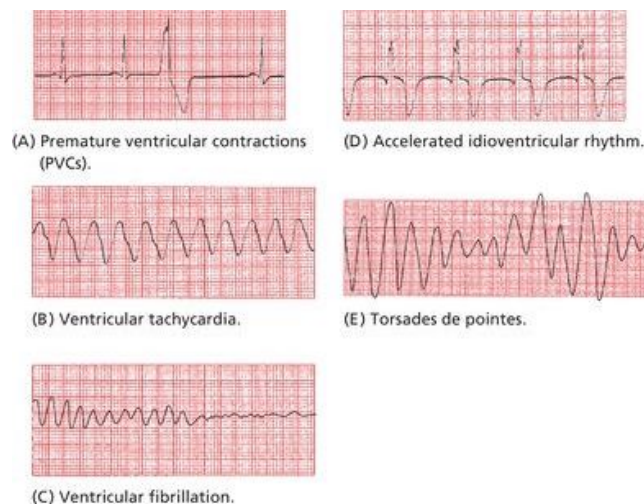 (A) Premature ventricular contractions
(PVCs).
(D) Accelerated idioventricular rhythm.
(B) Ventricular tachycardia.
(E) Torsades de pointes.
(C) Ventricular fibrillation.